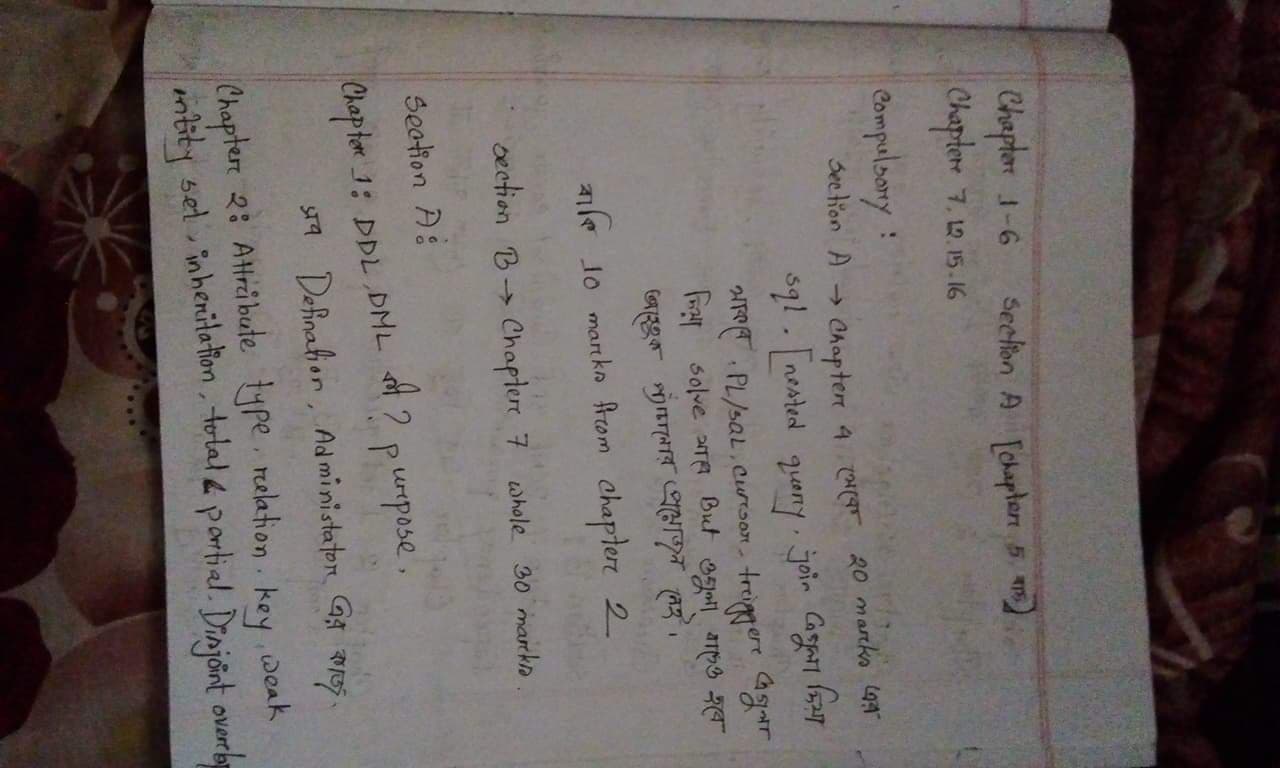 Chapter 1-6 Section A [Chapter 5 বাদ]
Chapter 7.12.15.16
Compulsory :
Section A → Chapter 4 থেকে 20 marks এর
sql. [nested query, join এগুলা দিয়া
থাকবে, PL/SQL, cursor, trigger এগুলা
দিয়া solve যাবে But ওগুলা বাদেও হবে
অহেতুক প্যাচানোর প্রয়োজন নেই।
বাকি 10 marks from chapter 2
Section B → Chapter 7 whole 30 marks.
Section A:
Chapter 1: DDL, DML কী? purpose,
সব Defination, Administator এর কাজ.
Chapter 2: Attribute type, relation, key, weak
entity set, inheritation, total & partial. Disjoint overlap